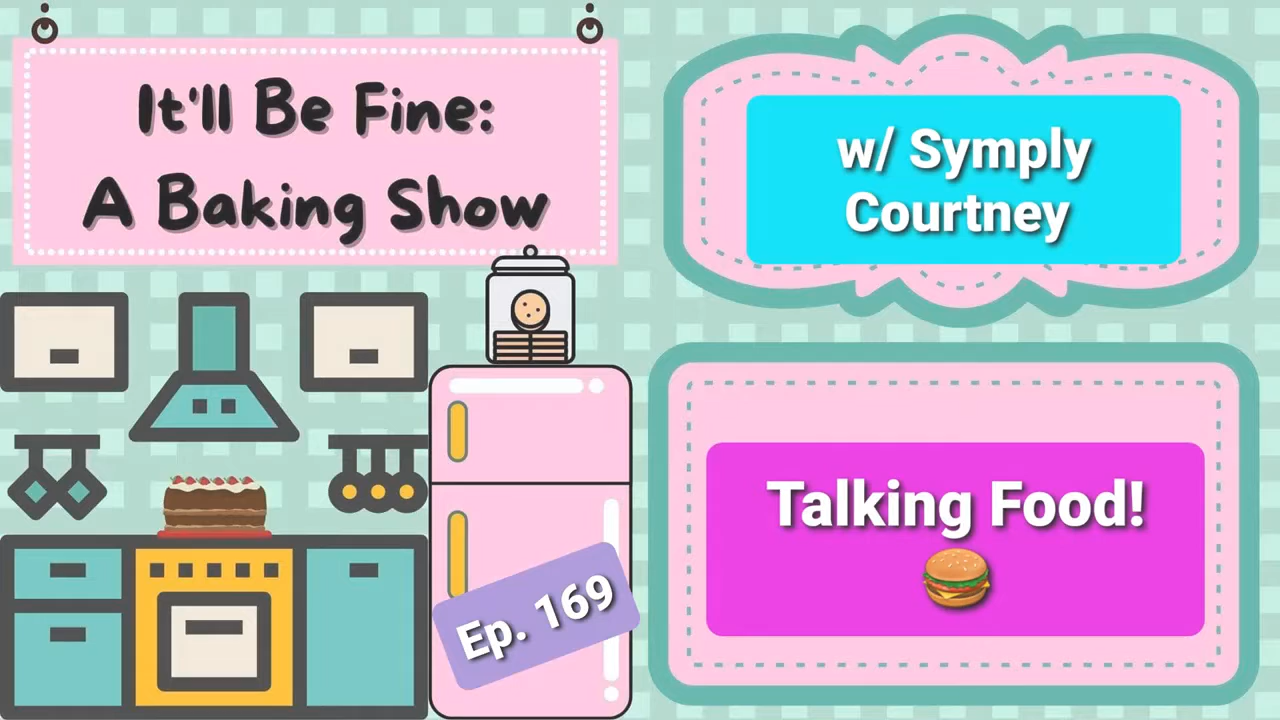 It'll Be Fine:
A Baking Show
w/ Symply
Courtney
Talking Food!
🍔
Ep. 169